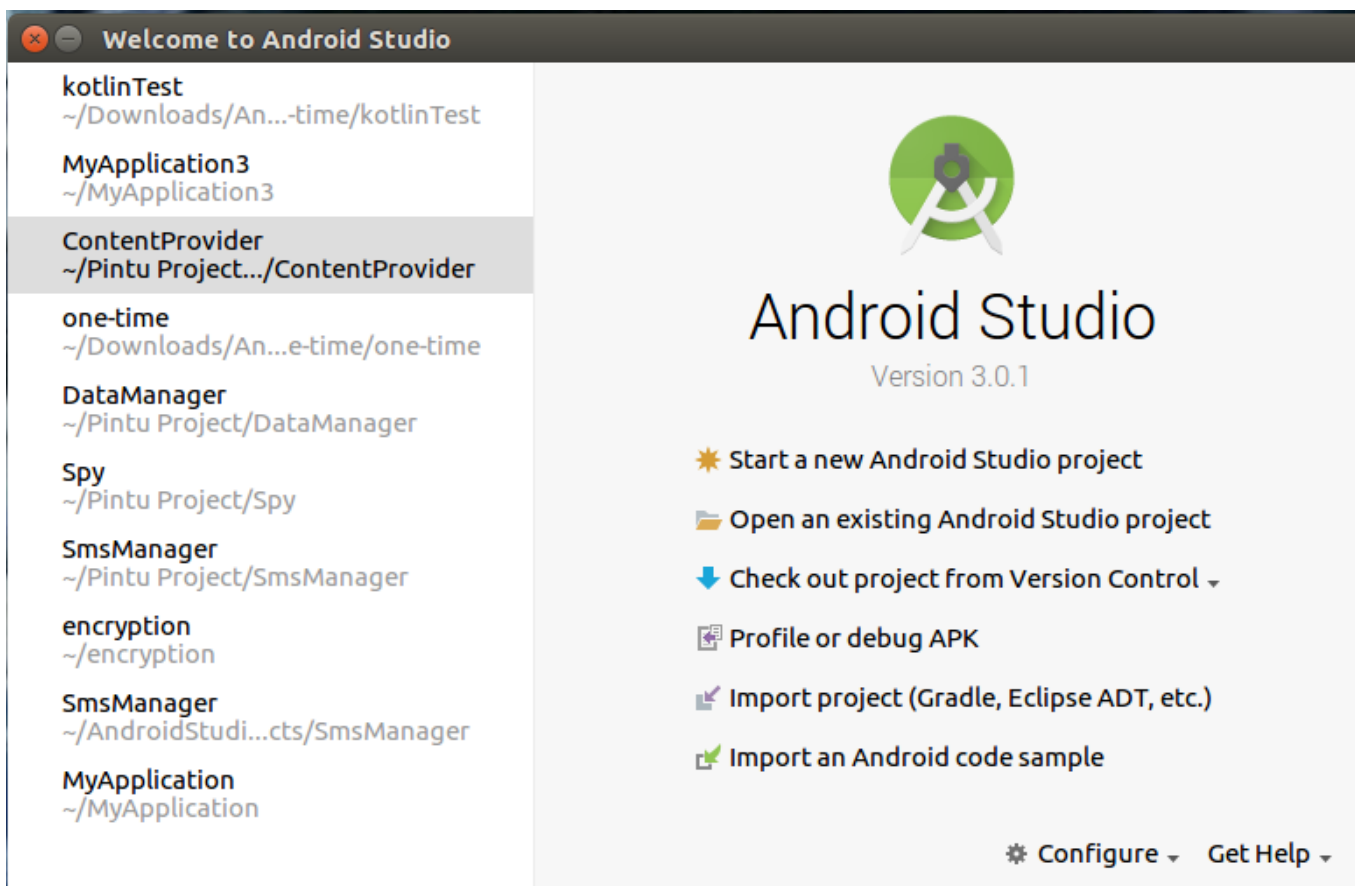 Welcome to Android Studio
kotlinTest
~/Downloads/An...-time/kotlinTest
MyApplication3
~/MyApplication3
ContentProvider
~/Pintu Project.../ContentProvider
one-time
~/Downloads/An...e-time/one-time
DataManager
~/Pintu Project/DataManager
Spy
~/Pintu Project/Spy
SmsManager
~/Pintu Project/SmsManager
encryption
~/encryption
SmsManager
~/AndroidStudi...cts/SmsManager
MyApplication
~/MyApplication
Android Studio
Version 3.0.1
Start a new Android Studio project
Open an existing Android Studio project
Check out project from Version Control
Profile or debug APK
Import project (Gradle, Eclipse ADT, etc.)
Import an Android code sample
Configure Get Help